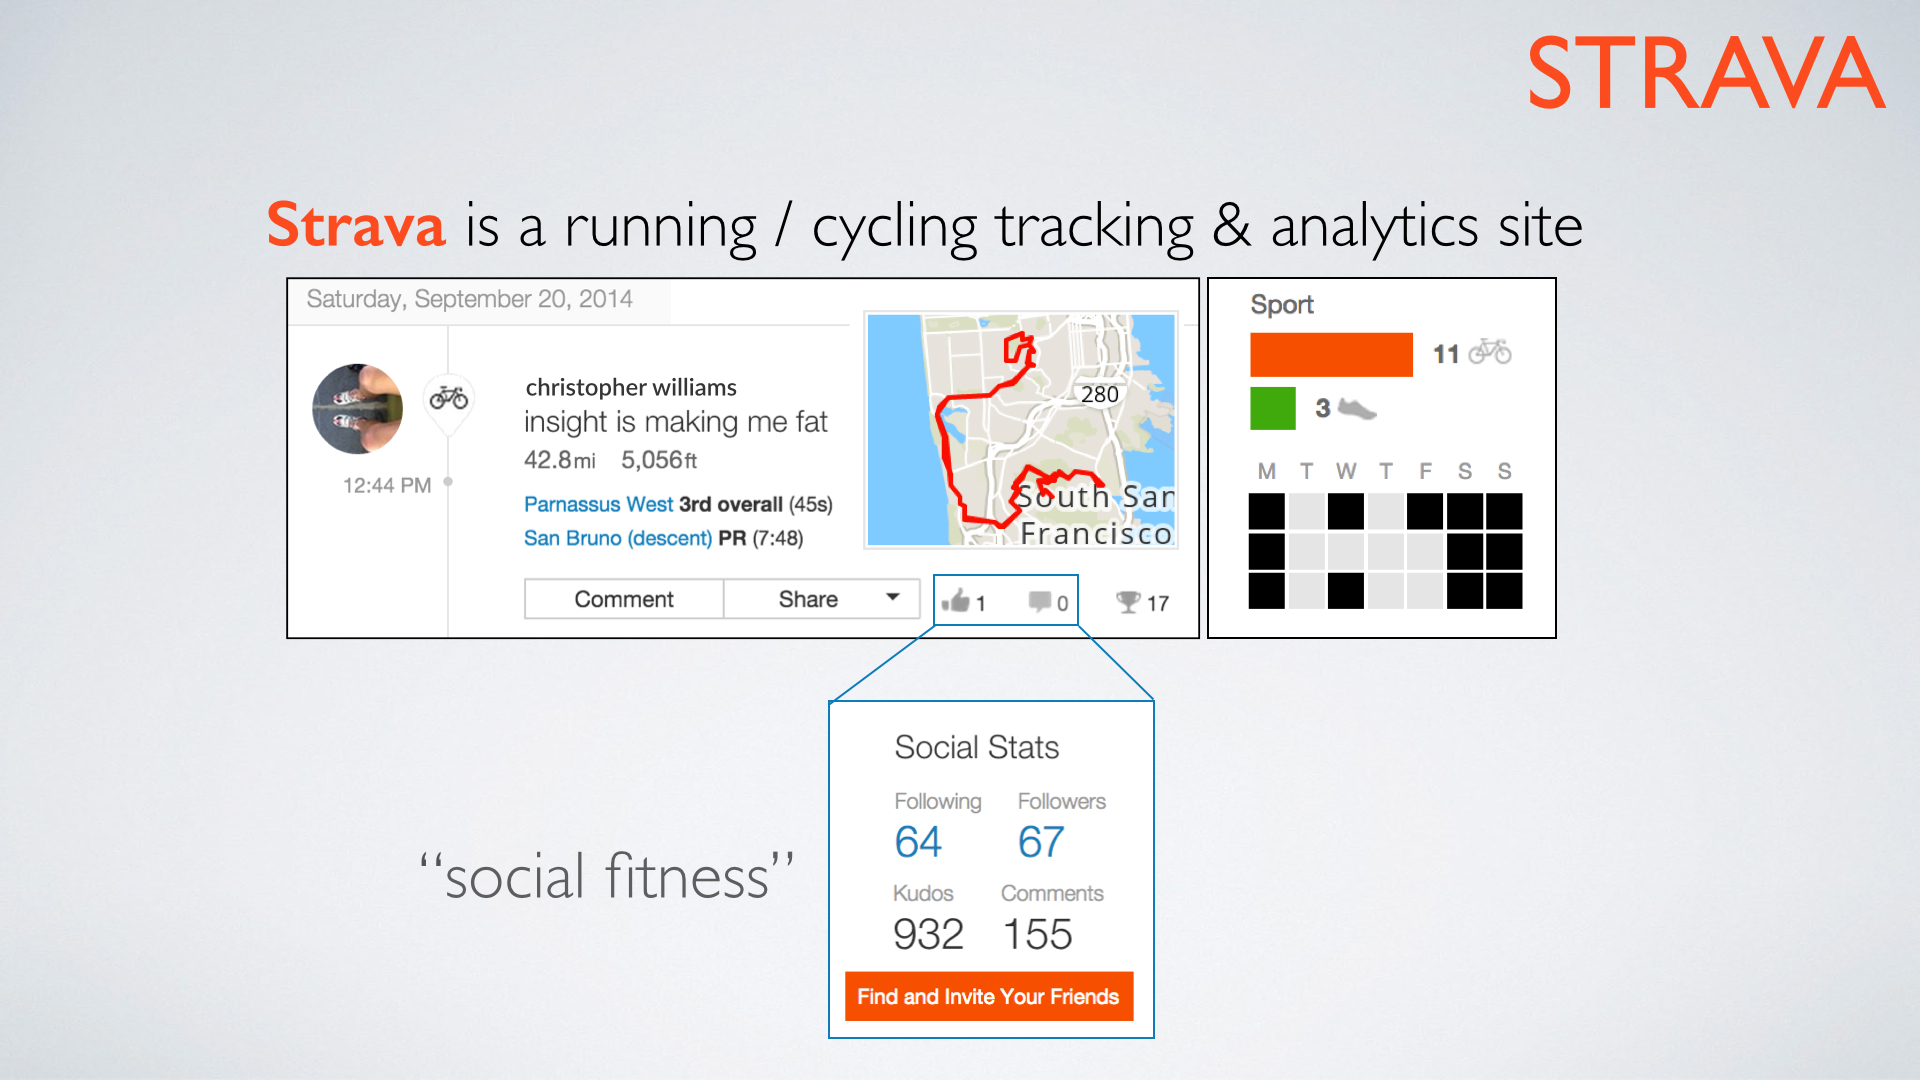 STRAVA
Strava is a running / cycling tracking & analytics site
Saturday, September 20, 2014
christopher williams
insight is making me fat
42.8mi 5,056ft
12:44 PM
Parnassus West 3rd overall (45s)
San Bruno (descent) PR (7:48)
Comment Share 1 0 17
280
South San
Francisco
Sport
11
3
M T W T F S S
Social Stats
Following Followers
64 67
Kudos Comments
932 155
Find and Invite Your Friends
“social fitness”